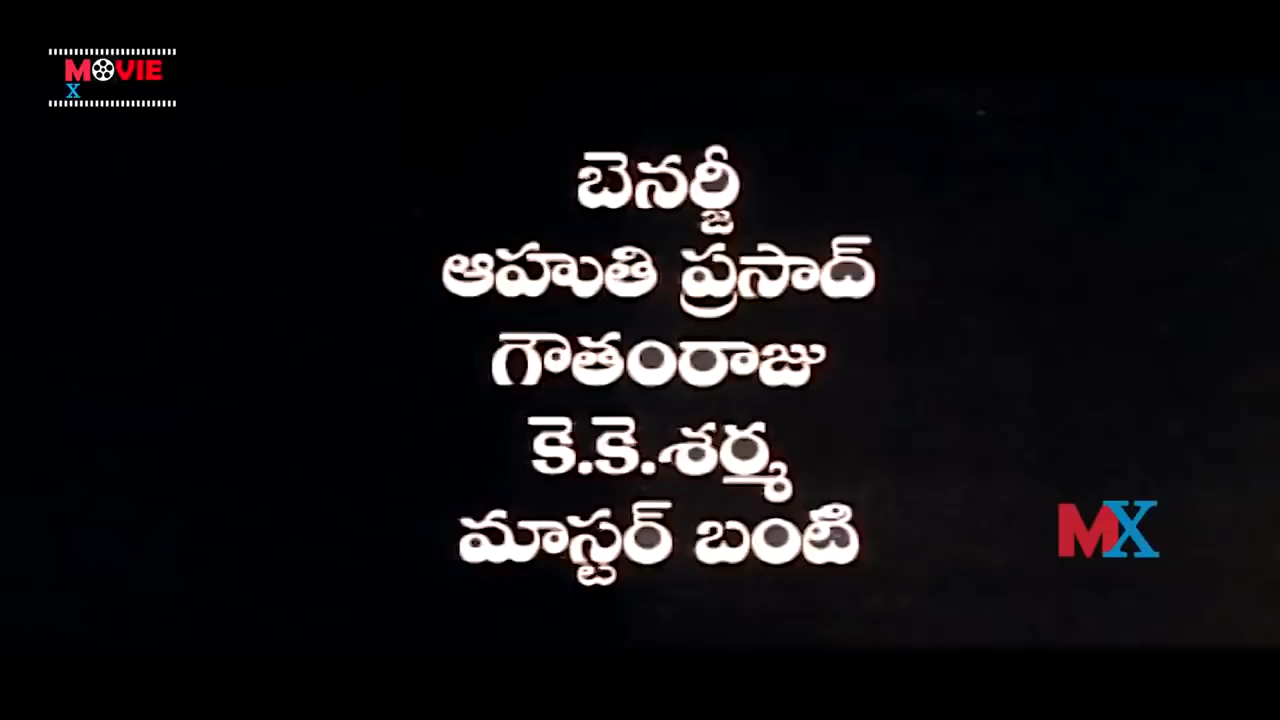 MOVIE
X
బెనర్జీ
ఆహుతి ప్రసాద్
గౌతంరాజు
కె.కె.శర్మ
మాస్టర్ బంటి
MX